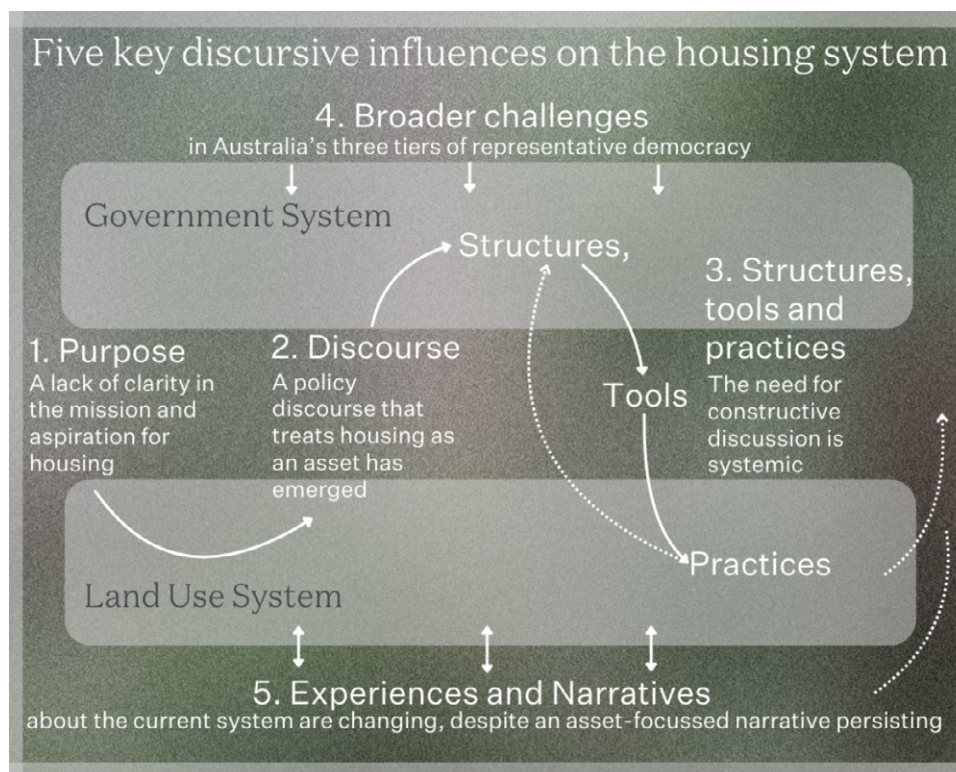 Five key discursive influences on the housing system
4. Broader challenges
in Australia's three tiers of representative democracy
Government System
Structures,
3. Structures,
tools and
practices
The need for
constructive
discussion is
systemic
1. Purpose
A lack of clarity in
the mission and
aspiration for
housing
2. Discourse
A policy
discourse that
treats housing as
an asset has
emerged
Tools
Practices
Land Use System
5. Experiences and Narratives
about the current system are changing, despite an asset-focussed narrative persisting